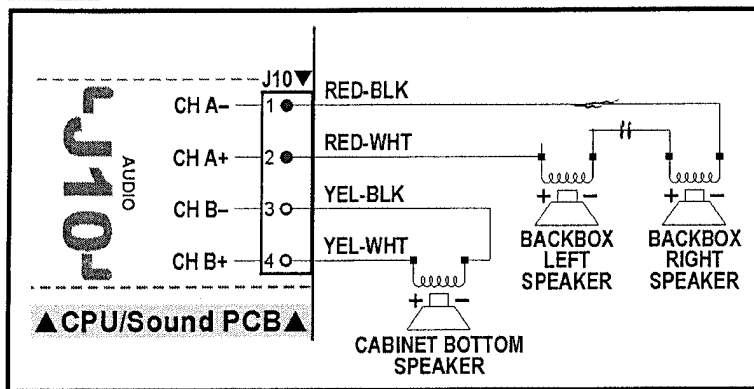 J10▼
CH A– 1 RED-BLK
CH A+ 2 RED-WHT
CH B– 3 YEL-BLK
CH B+ 4 YEL-WHT
J10
AUDIO
+ –
BACKBOX
LEFT
SPEAKER
+ –
BACKBOX
RIGHT
SPEAKER
+ –
CABINET BOTTOM
SPEAKER
▲CPU/Sound PCB▲